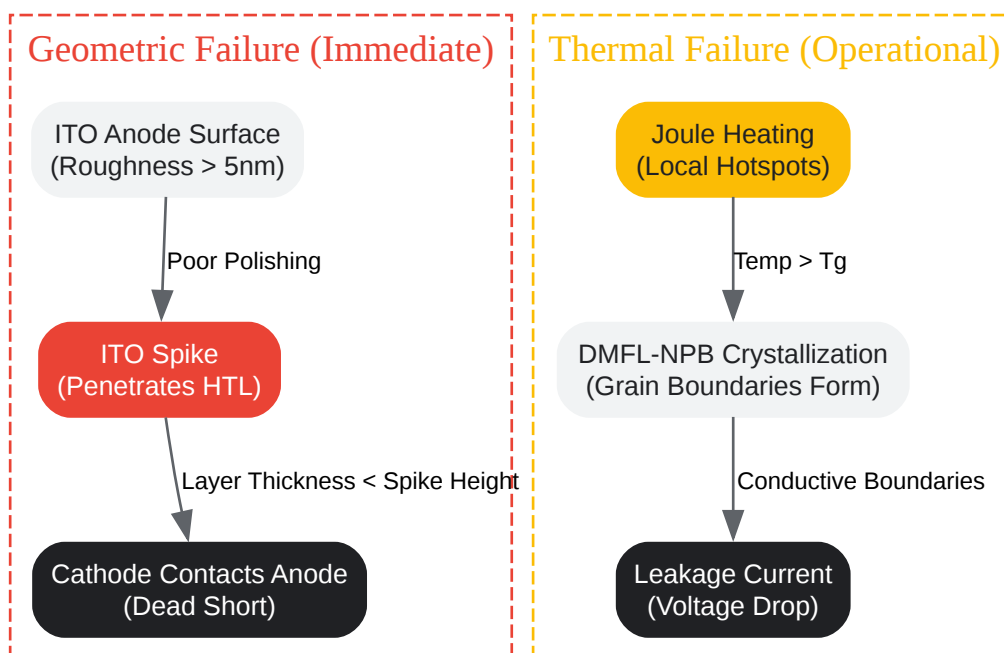 Geometric Failure (Immediate)
ITO Anode Surface
(Roughness > 5nm)
Poor Polishing
ITO Spike
(Penetrates HTL)
Layer Thickness < Spike Height
Cathode Contacts Anode
(Dead Short)
Thermal Failure (Operational)
Joule Heating
(Local Hotspots)
Temp > Tg
DMFL-NPB Crystallization
(Grain Boundaries Form)
Conductive Boundaries
Leakage Current
(Voltage Drop)